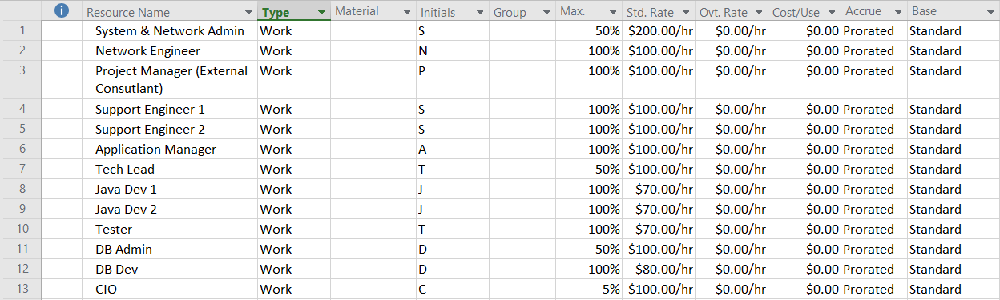 Resource Name Type Material Initials Group Max. Std. Rate Ovt. Rate Cost/Use Accrue Base
1 System & Network Admin Work S 50% $200.00/hr $0.00/hr $0.00 Prorated Standard
2 Network Engineer Work N 100% $100.00/hr $0.00/hr $0.00 Prorated Standard
3 Project Manager (External Work P 100% $100.00/hr $0.00/hr $0.00 Prorated Standard
Consutlant)
4 Support Engineer 1 Work S 100% $100.00/hr $0.00/hr $0.00 Prorated Standard
5 Support Engineer 2 Work S 100% $100.00/hr $0.00/hr $0.00 Prorated Standard
6 Application Manager Work A 100% $100.00/hr $0.00/hr $0.00 Prorated Standard
7 Tech Lead Work T 50% $100.00/hr $0.00/hr $0.00 Prorated Standard
8 Java Dev 1 Work J 100% $70.00/hr $0.00/hr $0.00 Prorated Standard
9 Java Dev 2 Work J 100% $70.00/hr $0.00/hr $0.00 Prorated Standard
10 Tester Work T 100% $70.00/hr $0.00/hr $0.00 Prorated Standard
11 DB Admin Work D 50% $100.00/hr $0.00/hr $0.00 Prorated Standard
12 DB Dev Work D 100% $80.00/hr $0.00/hr $0.00 Prorated Standard
13 CIO Work C 5% $100.00/hr $0.00/hr $0.00 Prorated Standard